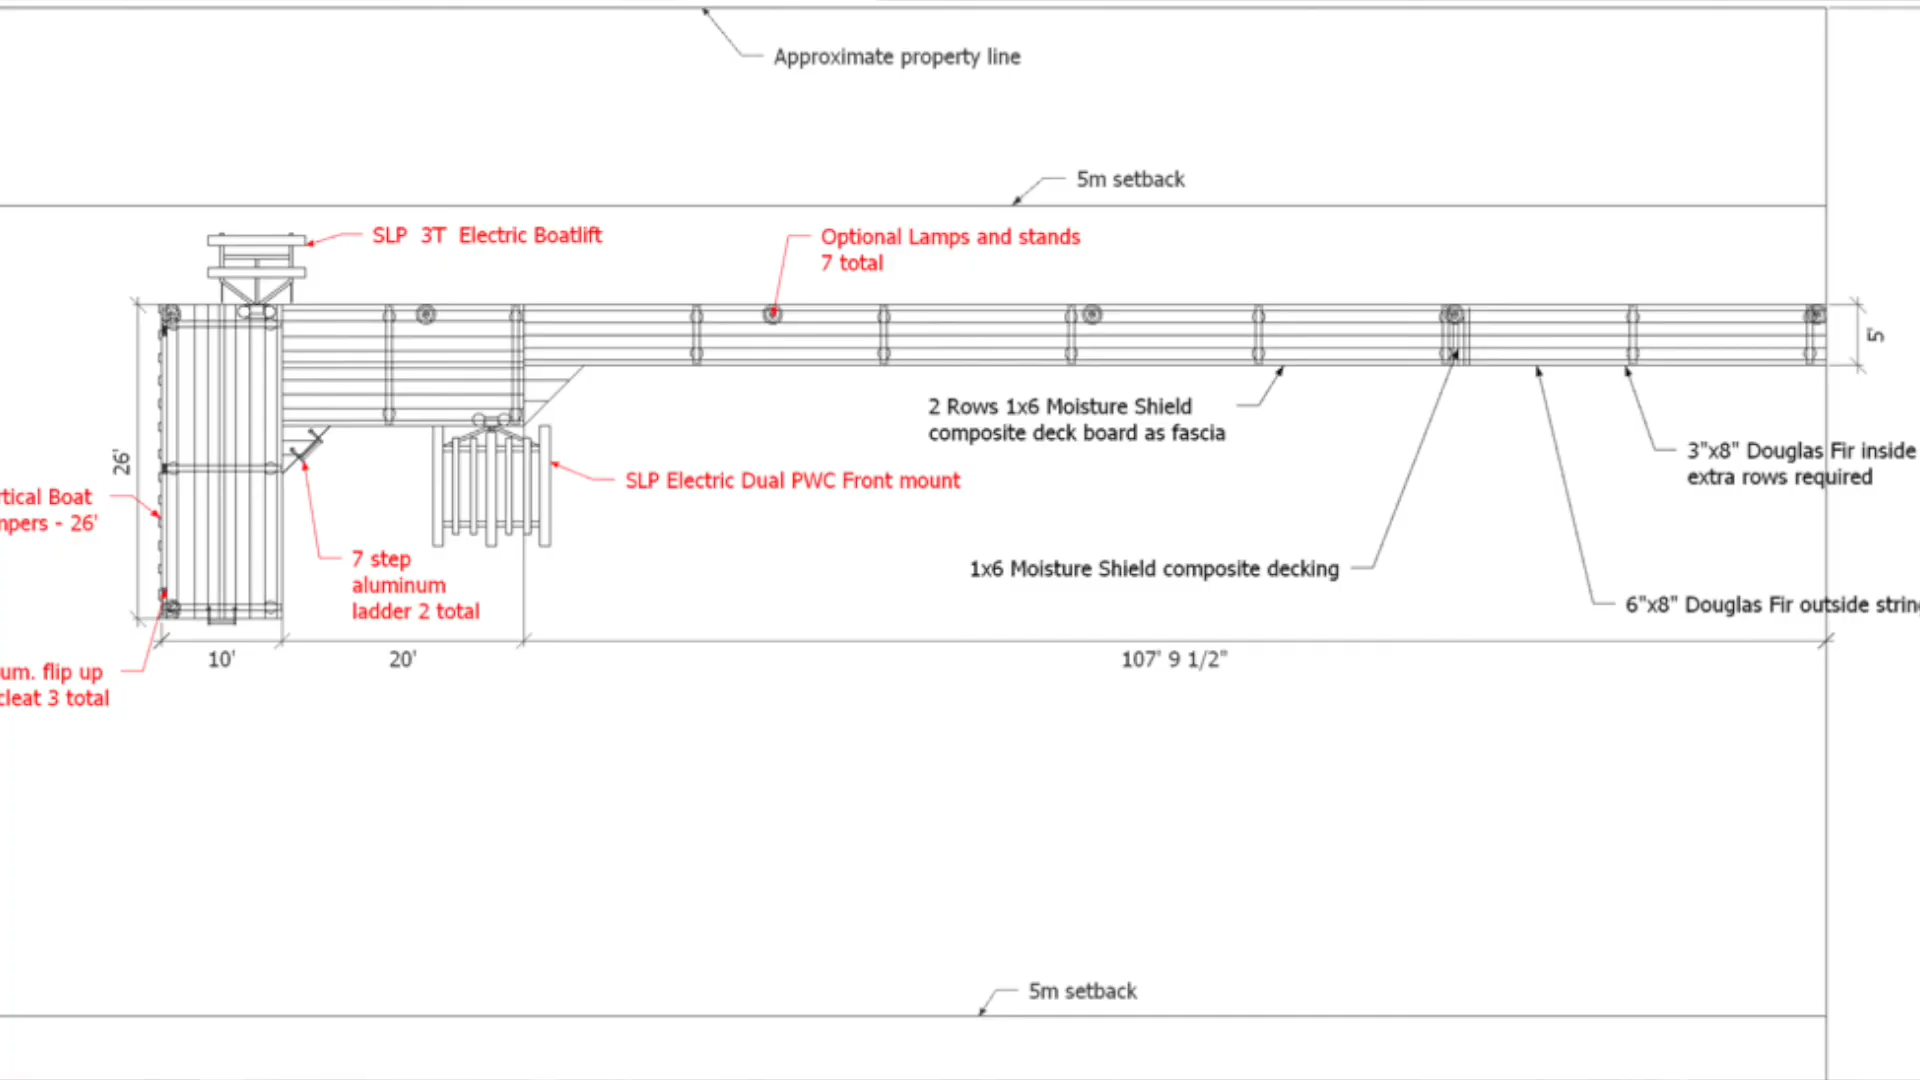 Approximate property line
5m setback
SLP 3T Electric Boatlift
Optional Lamps and stands
7 total
5'
2 Rows 1x6 Moisture Shield
composite deck board as fascia
3"x8" Douglas Fir inside
extra rows required
26'
SLP Electric Dual PWC Front mount
rtical Boat
mpers - 26'
7 step
aluminum
ladder 2 total
1x6 Moisture Shield composite decking
6"x8" Douglas Fir outside string
10'
20'
107' 9 1/2"
um. flip up
cleat 3 total
5m setback